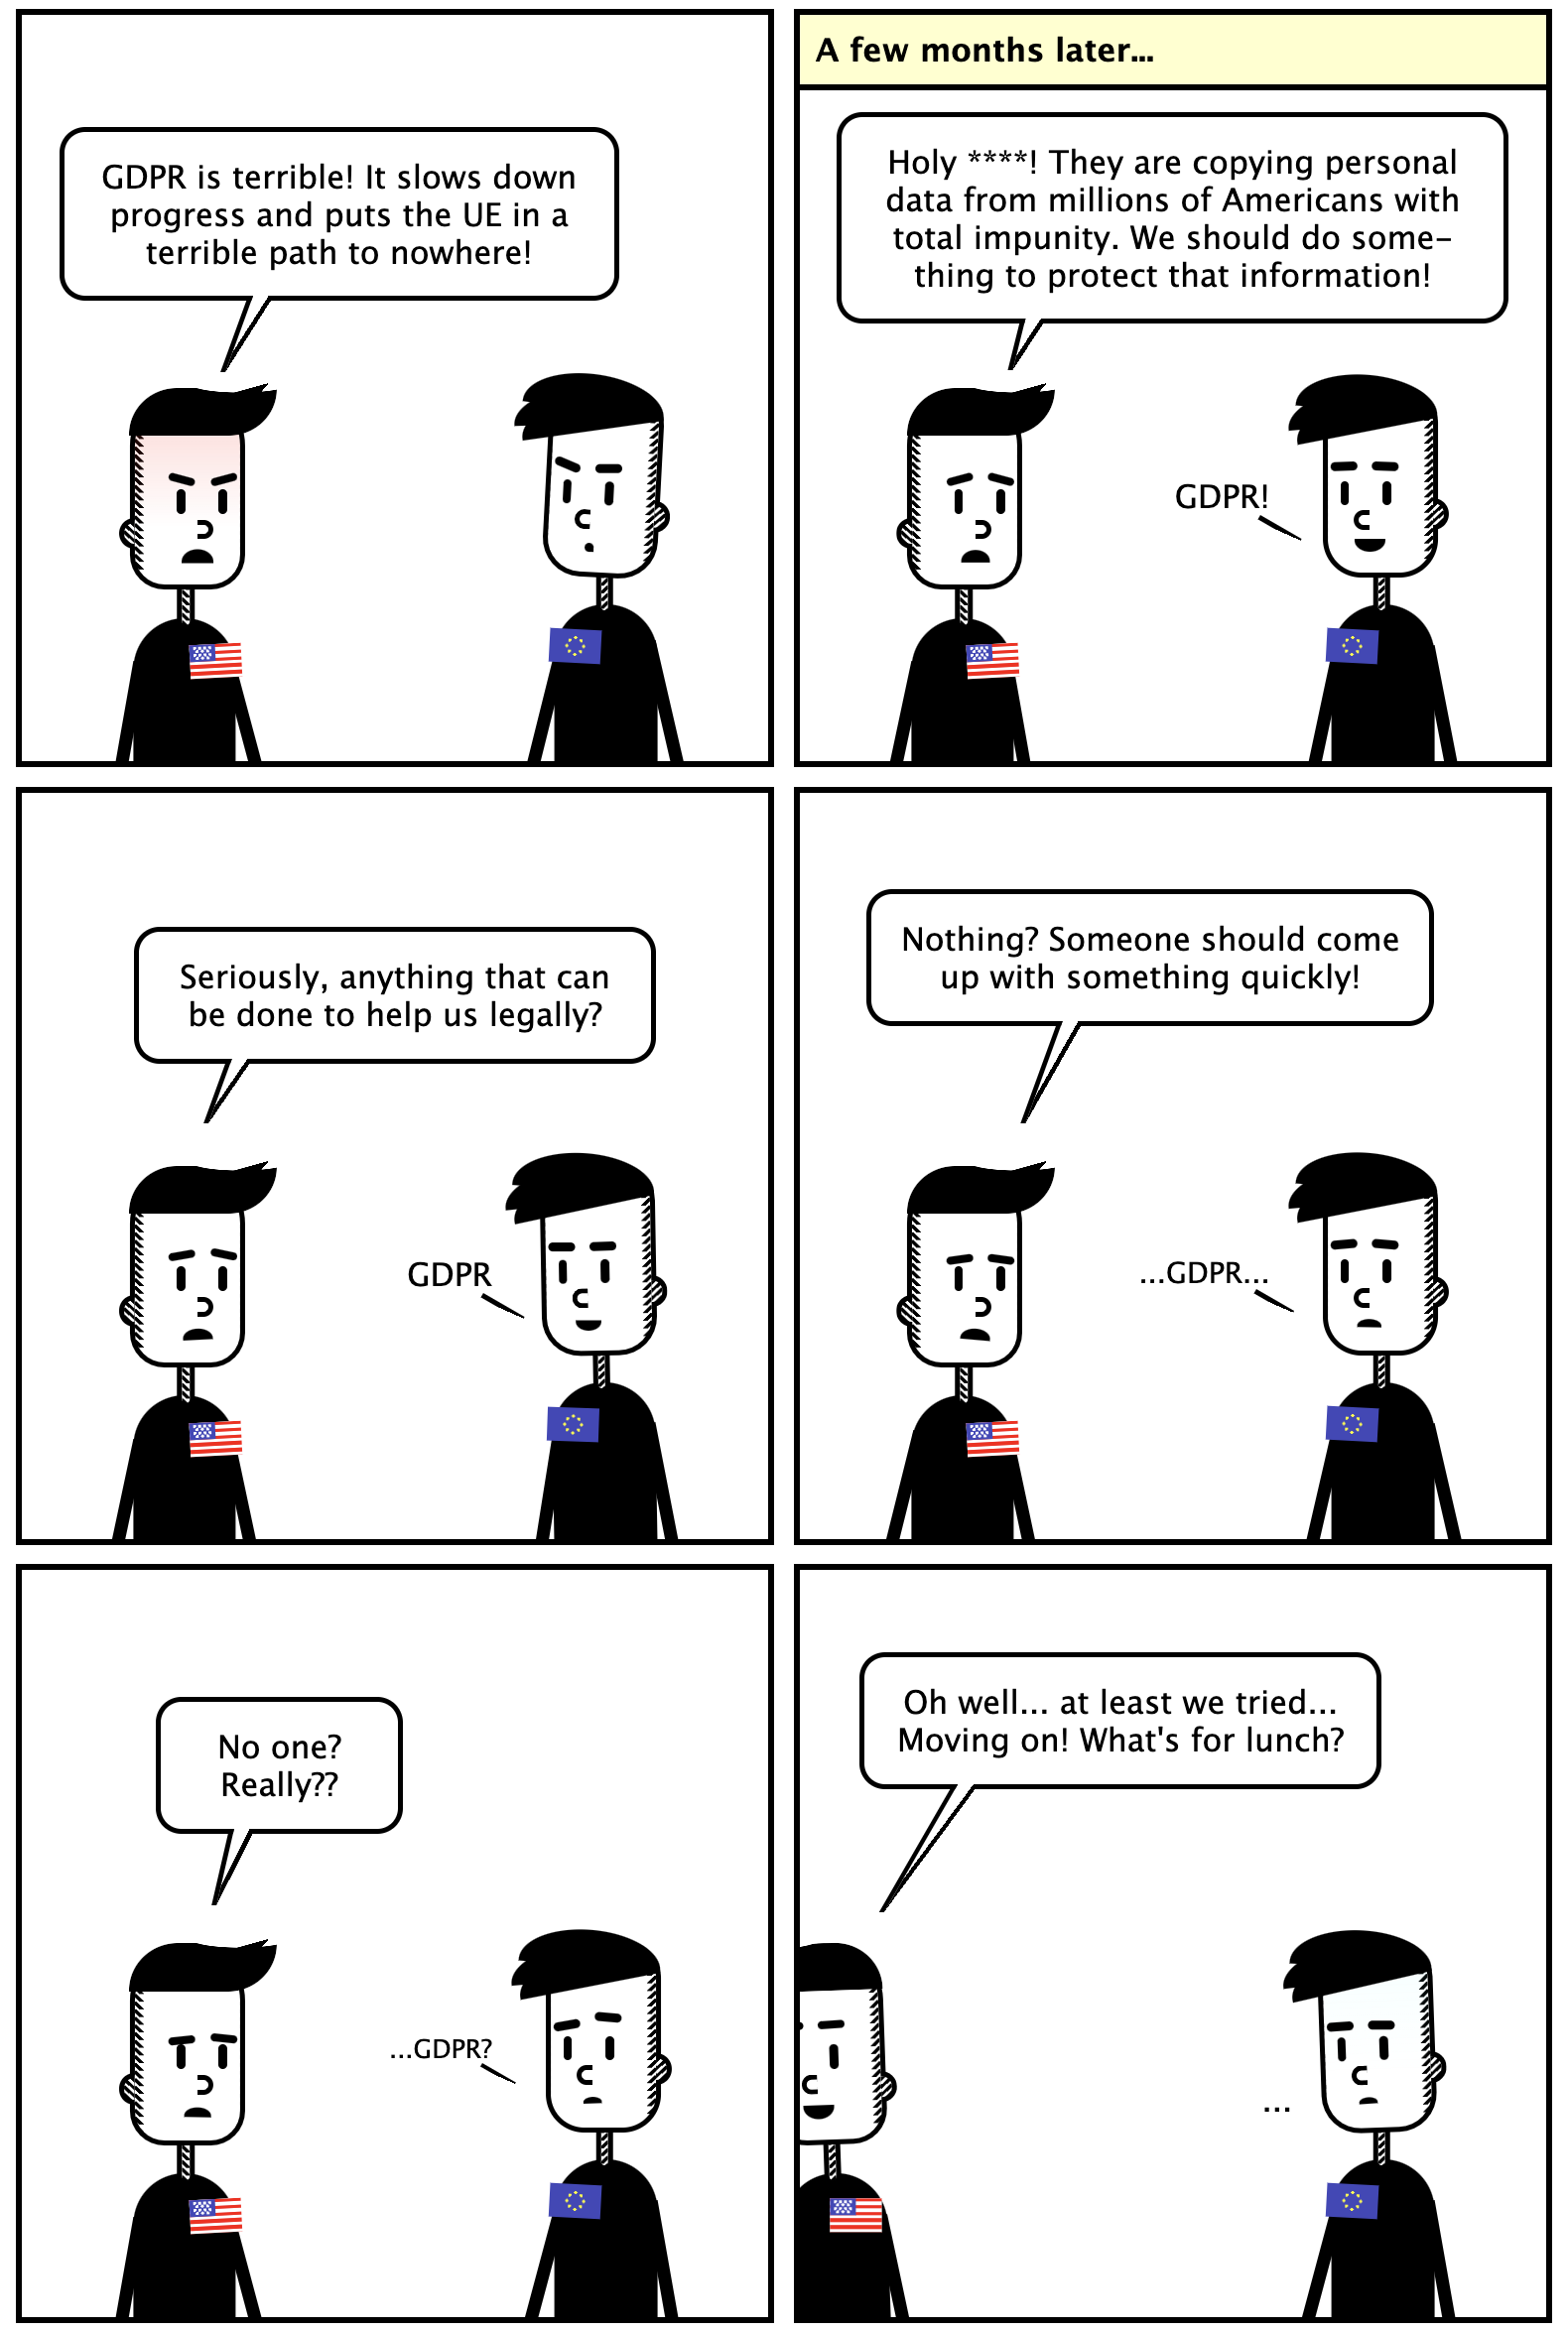 GDPR is terrible! It slows down
progress and puts the UE in a
terrible path to nowhere!
A few months later...
Holy ****! They are copying personal
data from millions of Americans with
total impunity. We should do some-
thing to protect that information!
GDPR!
Seriously, anything that can
be done to help us legally?
GDPR
Nothing? Someone should come
up with something quickly!
...GDPR...
No one?
Really??
...GDPR?
Oh well... at least we tried...
Moving on! What's for lunch?
...